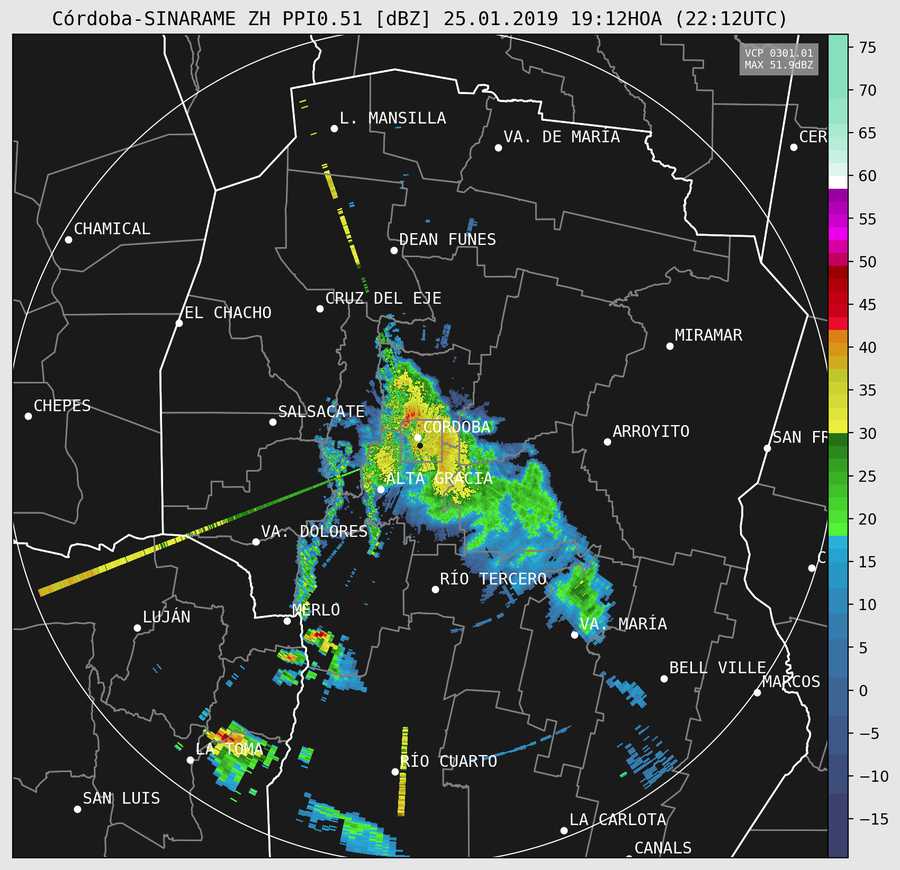 Córdoba-SINARAME ZH PPI0.51 [dBZ] 25.01.2019 19:12HOA (22:12UTC)
VCP 0301.01
MAX 51.9dBZ
75
70
65
60
55
50
45
40
35
30
25
20
15
10
5
0
−5
−10
−15
L. MANSILLA
VA. DE MARÍA
CER
CHAMICAL
DEAN FUNES
CRUZ DEL EJE
EL CHACHO
MIRAMAR
CHEPES
SALSACATE
CÓRDOBA
ARROYITO
SAN FR
ALTA GRACIA
VA. DOLORES
C
RÍO TERCERO
LUJÁN
MERLO
VA. MARÍA
BELL VILLE
MARCOS
LA TOMA
RÍO CUARTO
SAN LUIS
LA CARLOTA
CANALS